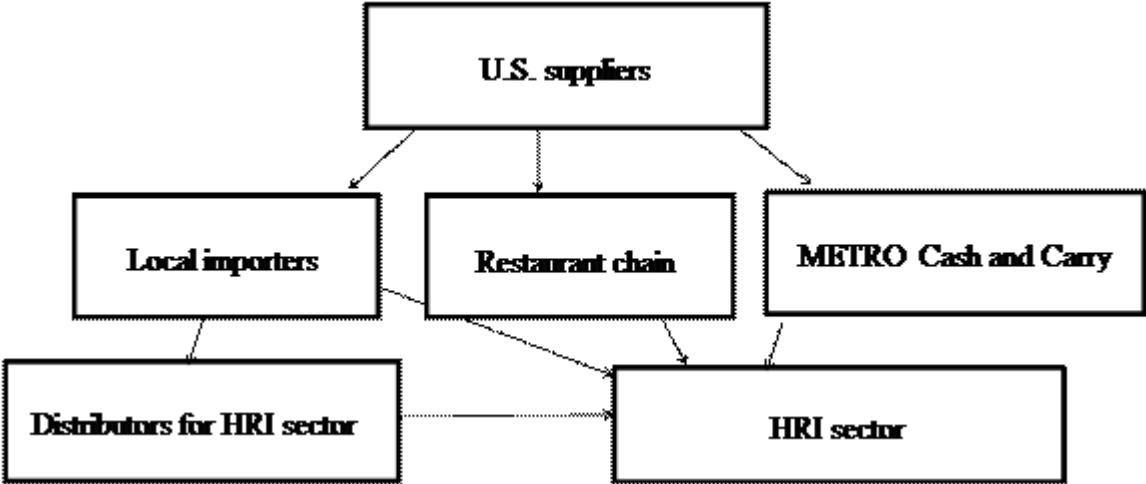 U.S. suppliers
Local importers
Restaurant chain
METRO Cash and Carry
Distributors for HRI sector
HRI sector